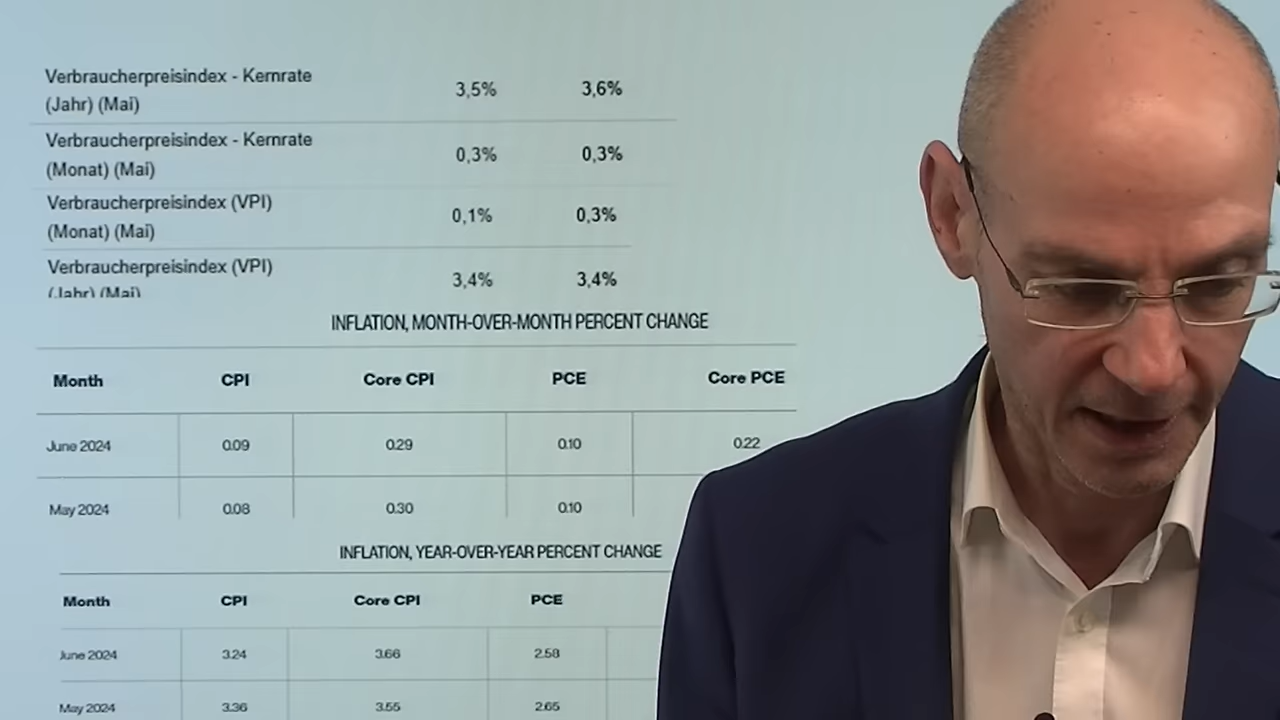 Verbraucherpreisindex - Kernrate
(Jahr) (Mai)
3,5% 3,6%
Verbraucherpreisindex - Kernrate
(Monat) (Mai)
0,3% 0,3%
Verbraucherpreisindex (VPI)
(Monat) (Mai)
0,1% 0,3%
Verbraucherpreisindex (VPI)
(Jahr) (Mai)
3,4% 3,4%
INFLATION, MONTH-OVER-MONTH PERCENT CHANGE
Month CPI Core CPI PCE Core PCE
June 2024 0.09 0.29 0.10 0.22
May 2024 0.08 0.30 0.10
INFLATION, YEAR-OVER-YEAR PERCENT CHANGE
Month CPI Core CPI PCE
June 2024 3.24 3.66 2.58
May 2024 3.36 3.55 2.65